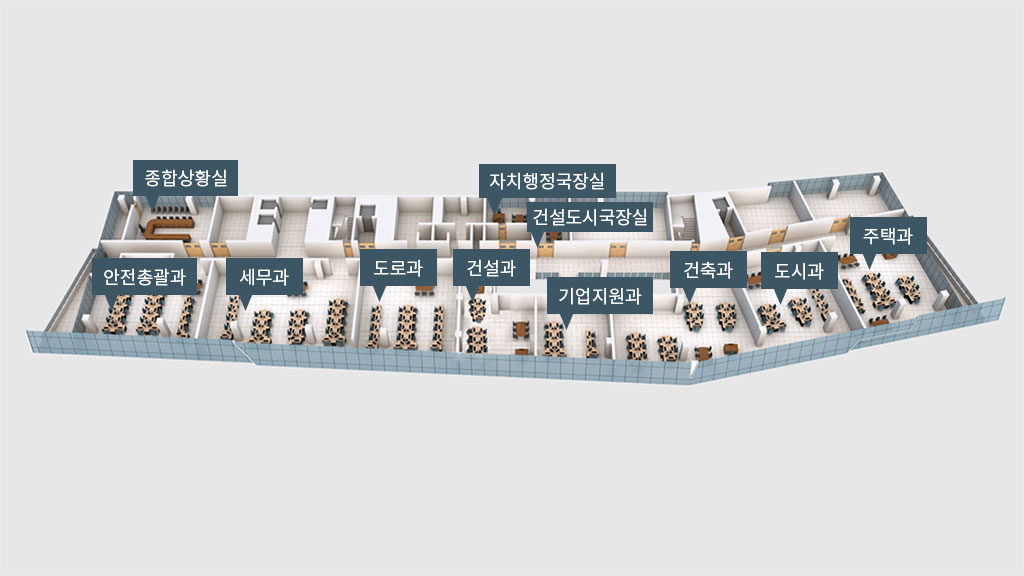 종합상황실
자치행정국장실
건설도시국장실
주택과
안전총괄과
세무과
도로과
건설과
기업지원과
건축과
도시과